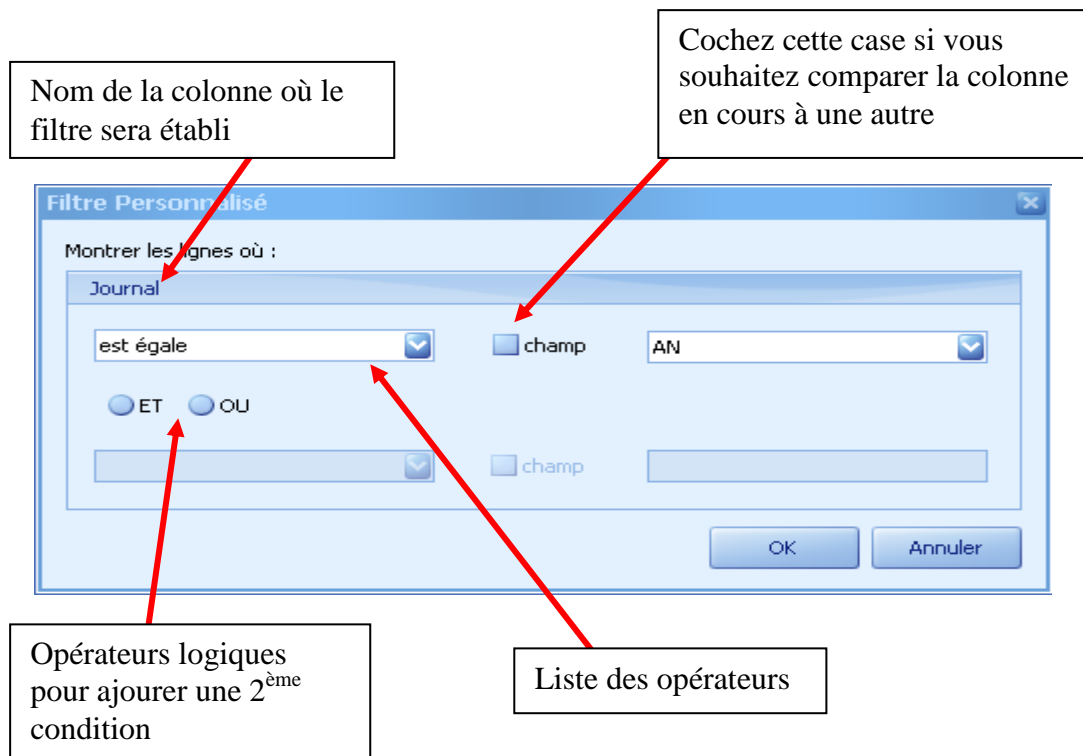 Cochez cette case si vous
souhaitez comparer la colonne
en cours à une autre
Nom de la colonne où le
filtre sera établi
Filtre Personnalisé
Montrer les lignes où :
Journal
est égale
champ
AN
ET
OU
champ
OK
Annuler
Opérateurs logiques
pour ajourer une 2ème
condition
Liste des opérateurs